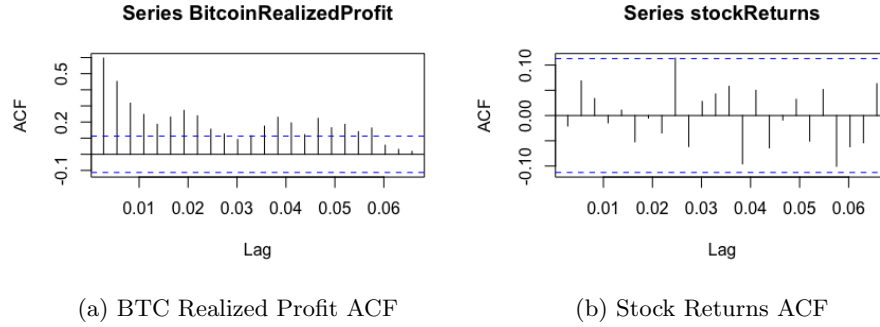 Series BitcoinRealizedProfit
ACF
0.5
0.2
-0.1
0.01 0.02 0.03 0.04 0.05 0.06
Lag
(a) BTC Realized Profit ACF
Series stockReturns
ACF
0.10
0.00
-0.10
0.01 0.02 0.03 0.04 0.05 0.06
Lag
(b) Stock Returns ACF